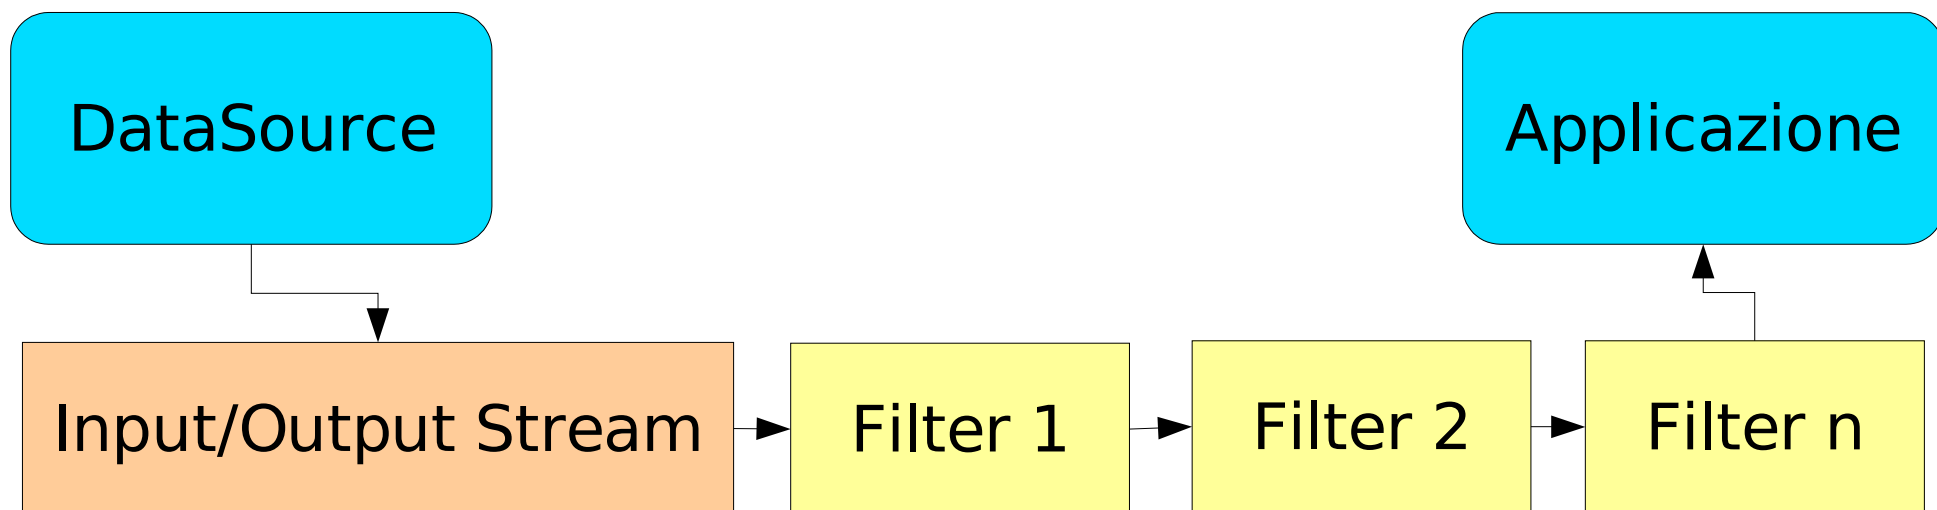 DataSource
Applicazione
Input/Output Stream
Filter 1
Filter 2
Filter n